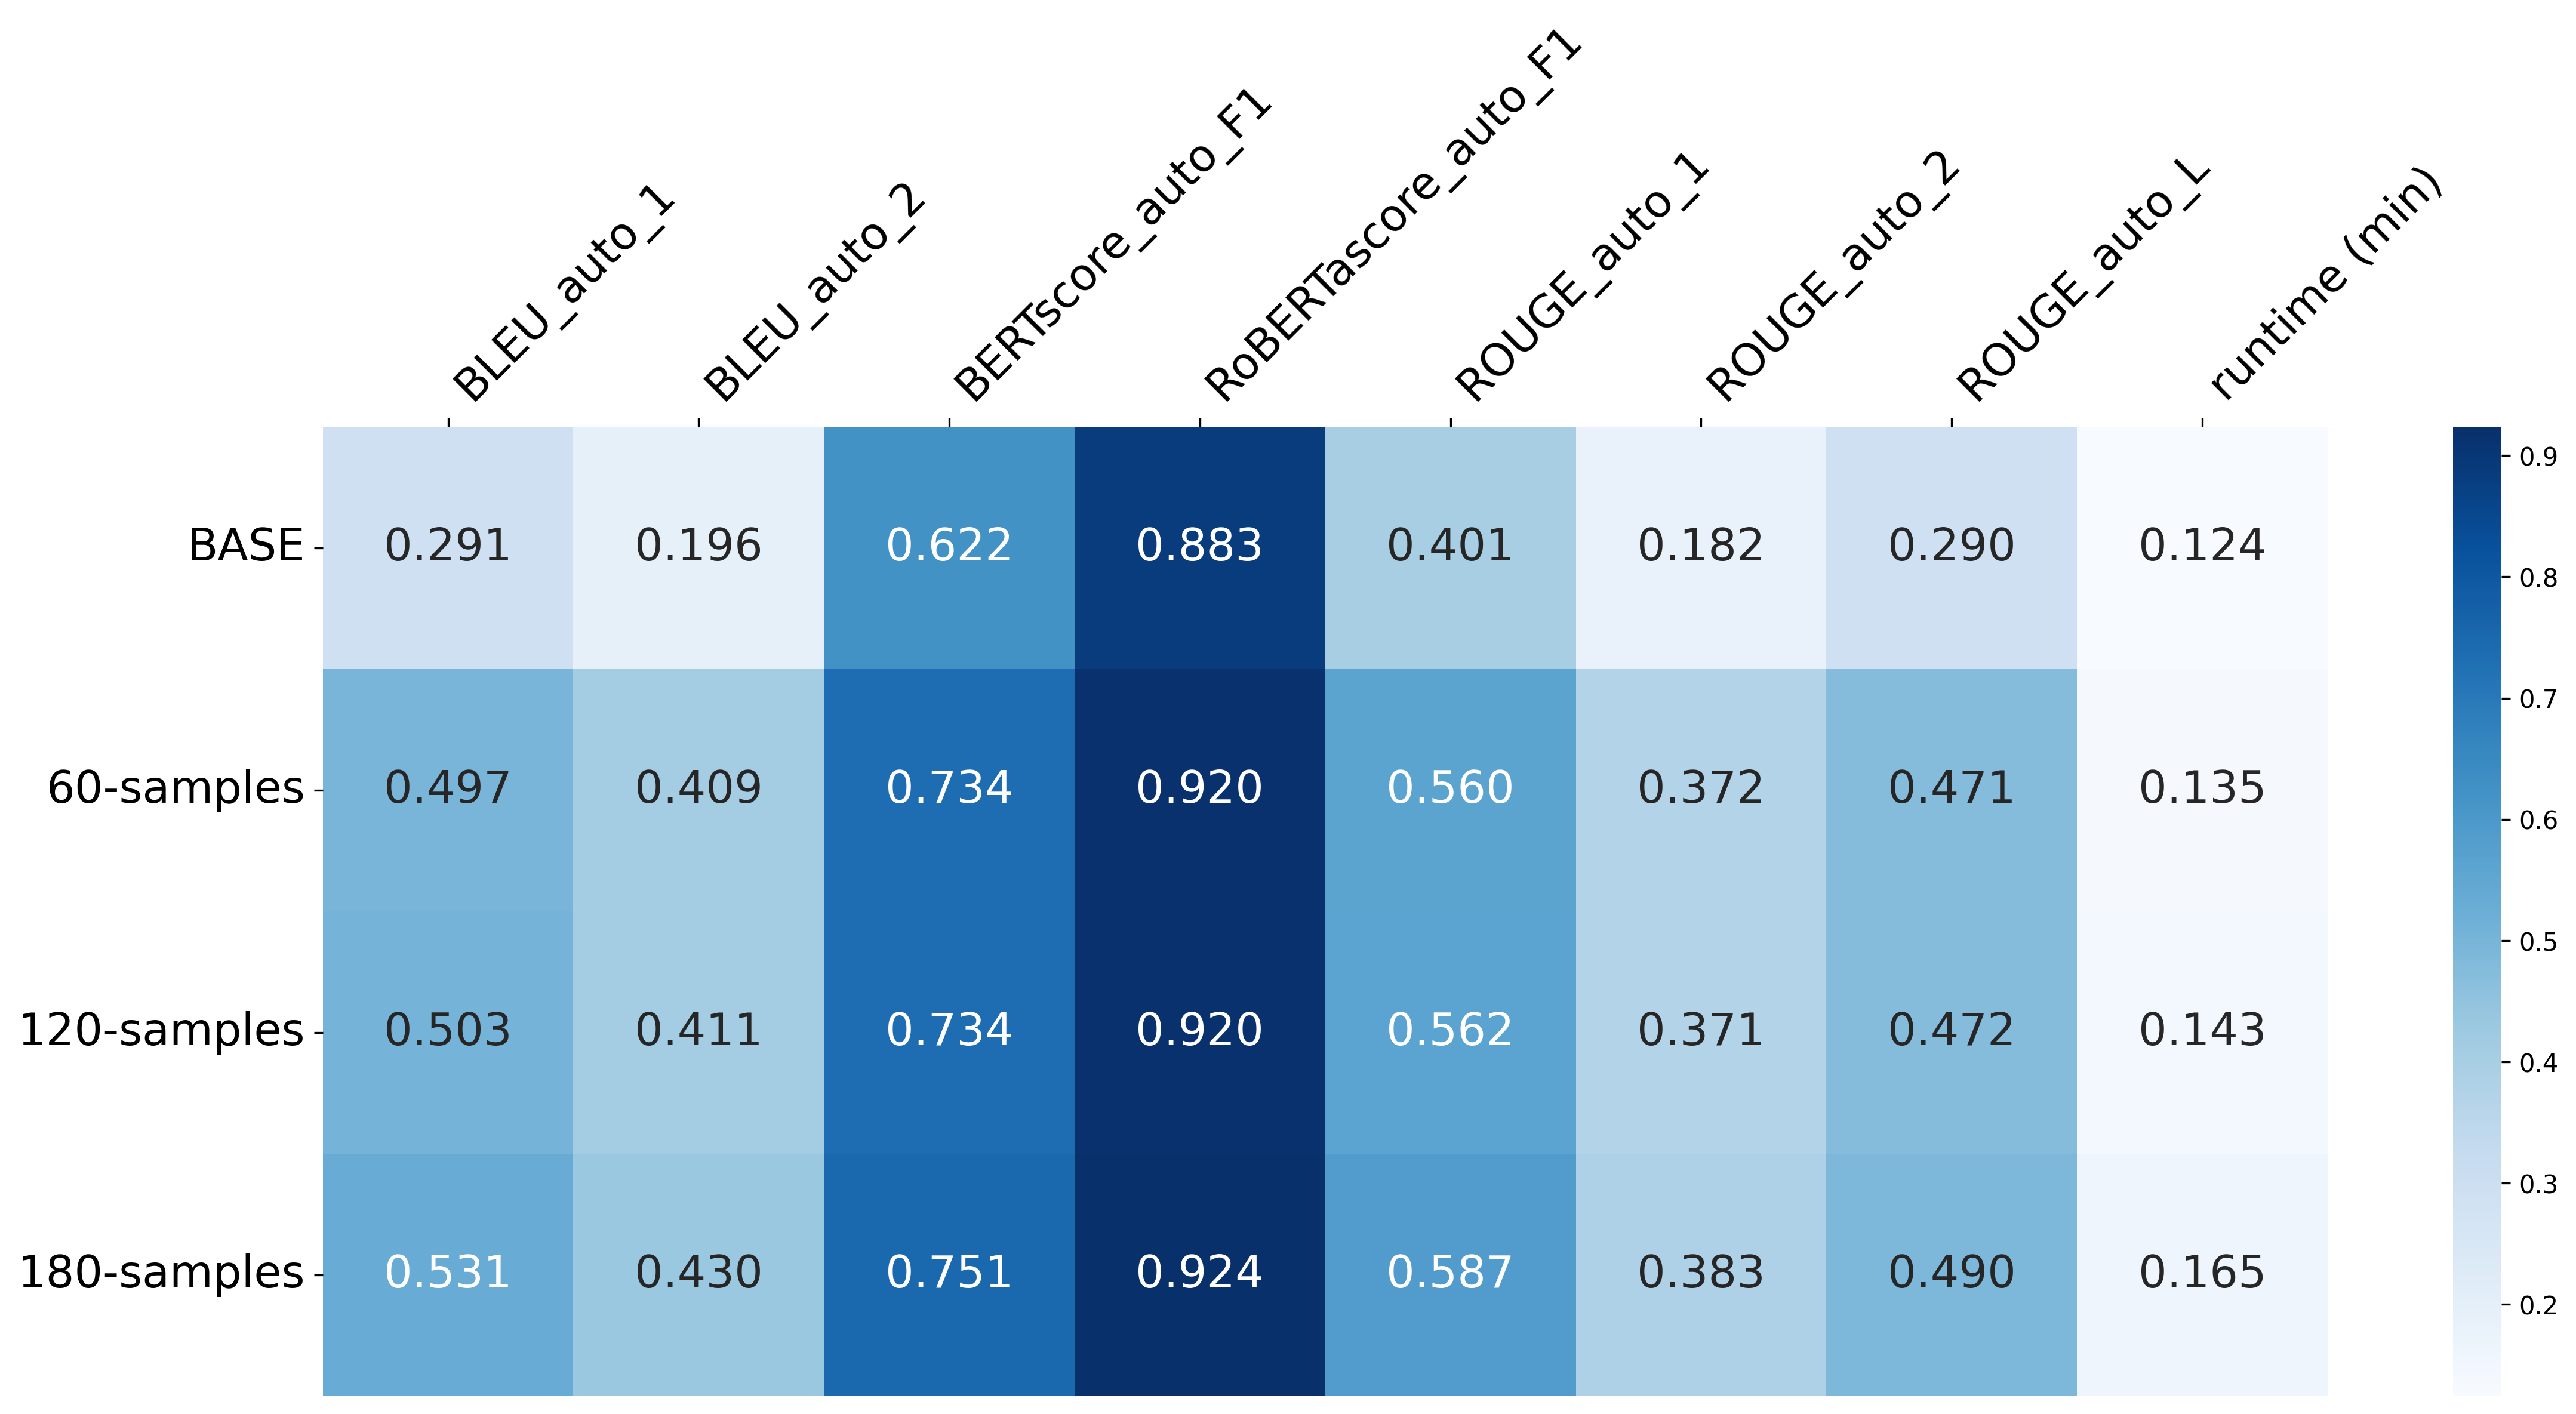 BLEU_auto_1
BLEU_auto_2
BERTscore_auto_F1
RoBERTascore_auto_F1
ROUGE_auto_1
ROUGE_auto_2
ROUGE_auto_L
runtime (min)
BASE 0.291 0.196 0.622 0.883 0.401 0.182 0.290 0.124
60-samples 0.497 0.409 0.734 0.920 0.560 0.372 0.471 0.135
120-samples 0.503 0.411 0.734 0.920 0.562 0.371 0.472 0.143
180-samples 0.531 0.430 0.751 0.924 0.587 0.383 0.490 0.165
0.9
0.8
0.7
0.6
0.5
0.4
0.3
0.2